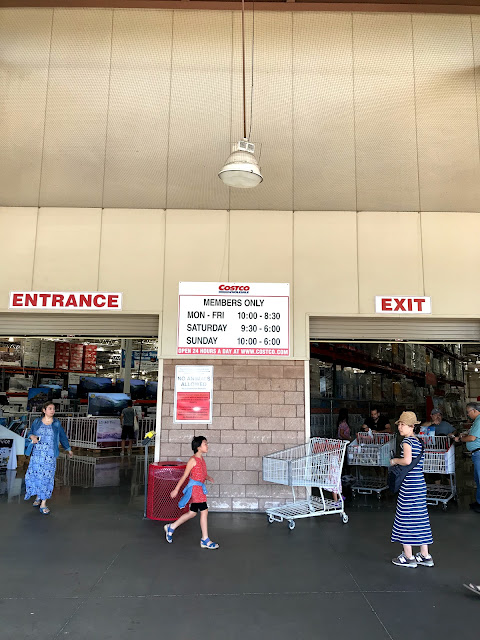 ENTRANCE
COSTCO
WHOLESALE
MEMBERS ONLY
MON - FRI 10:00 - 8:30
SATURDAY 9:30 - 6:00
SUNDAY 10:00 - 6:00
OPEN 24 HOURS A DAY AT WWW.COSTCO.COM
EXIT
NO ANIMALS
ALLOWED